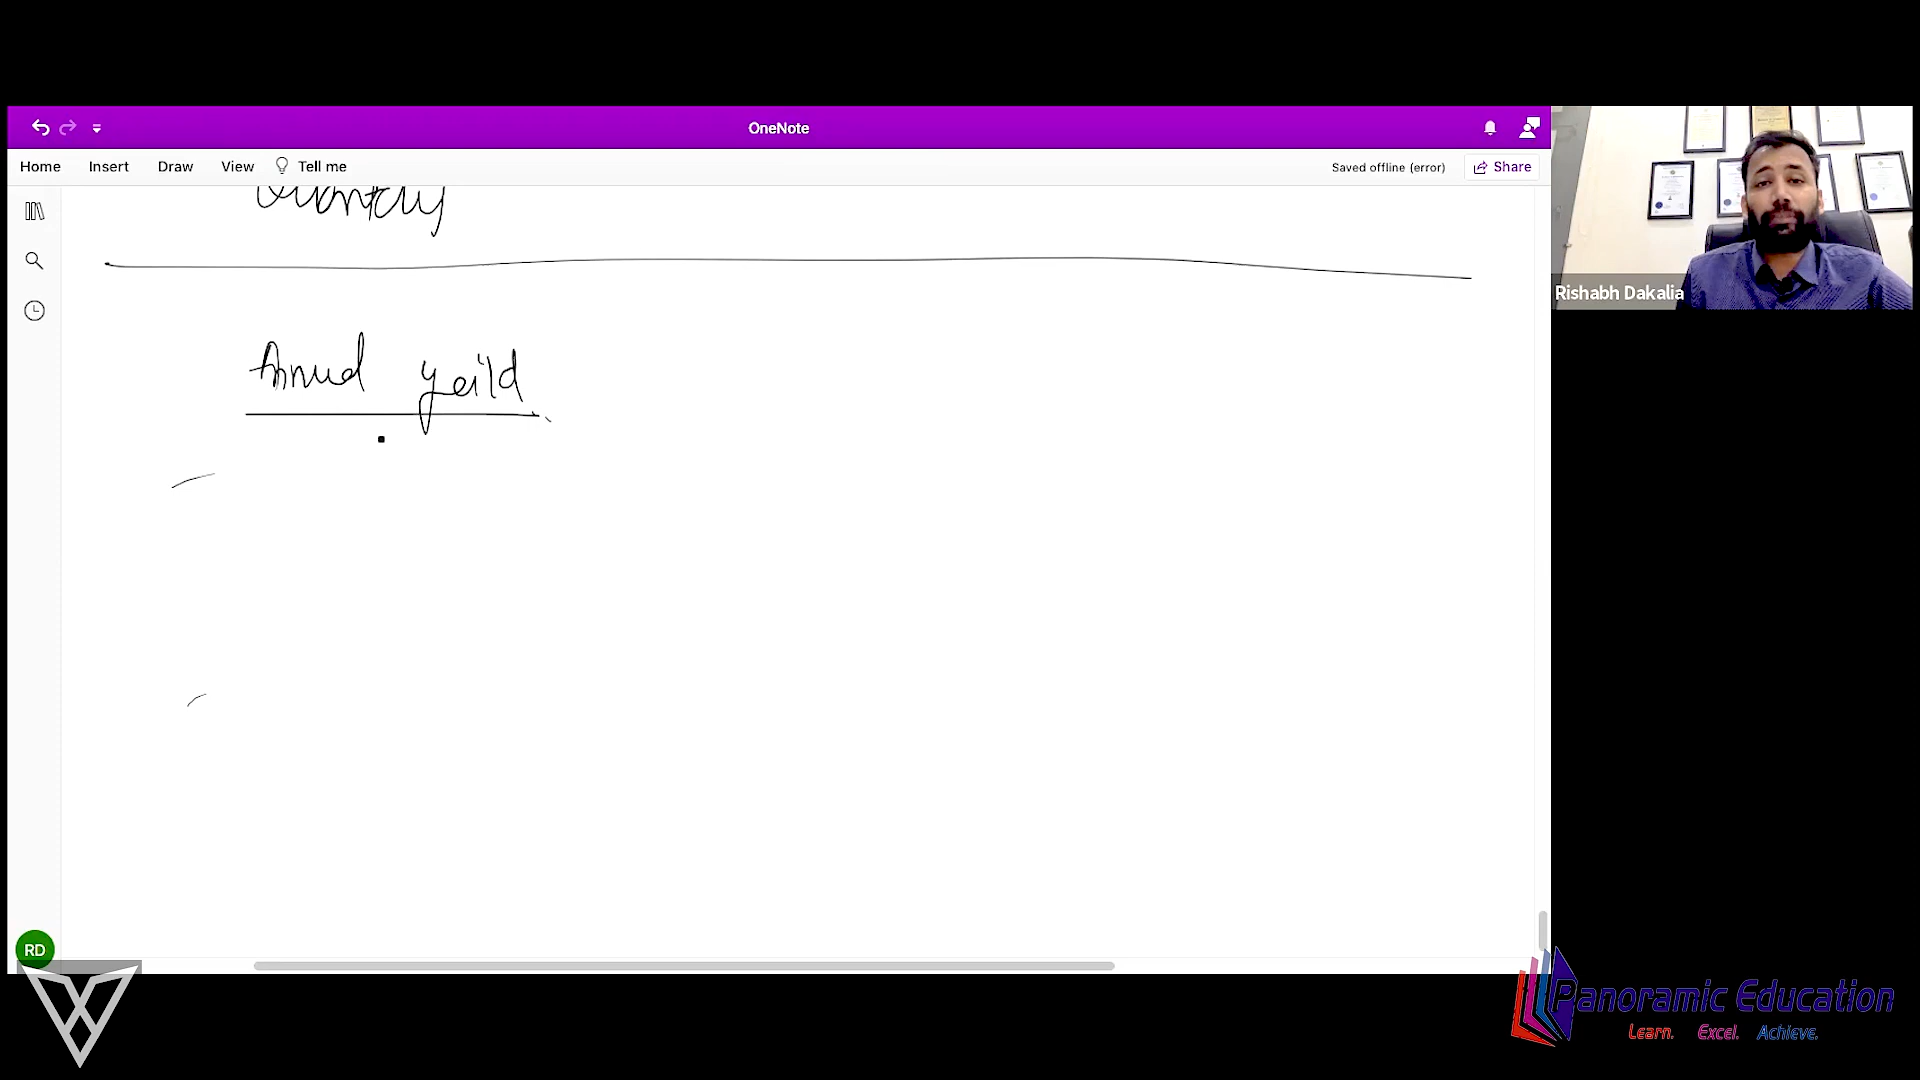 OneNote
Home Insert Draw View Tell me Saved offline (error) Share
Quantity
Rishabh Dakalia
Annual yeild
RD
Panoramic Education
Learn. Excel. Achieve.